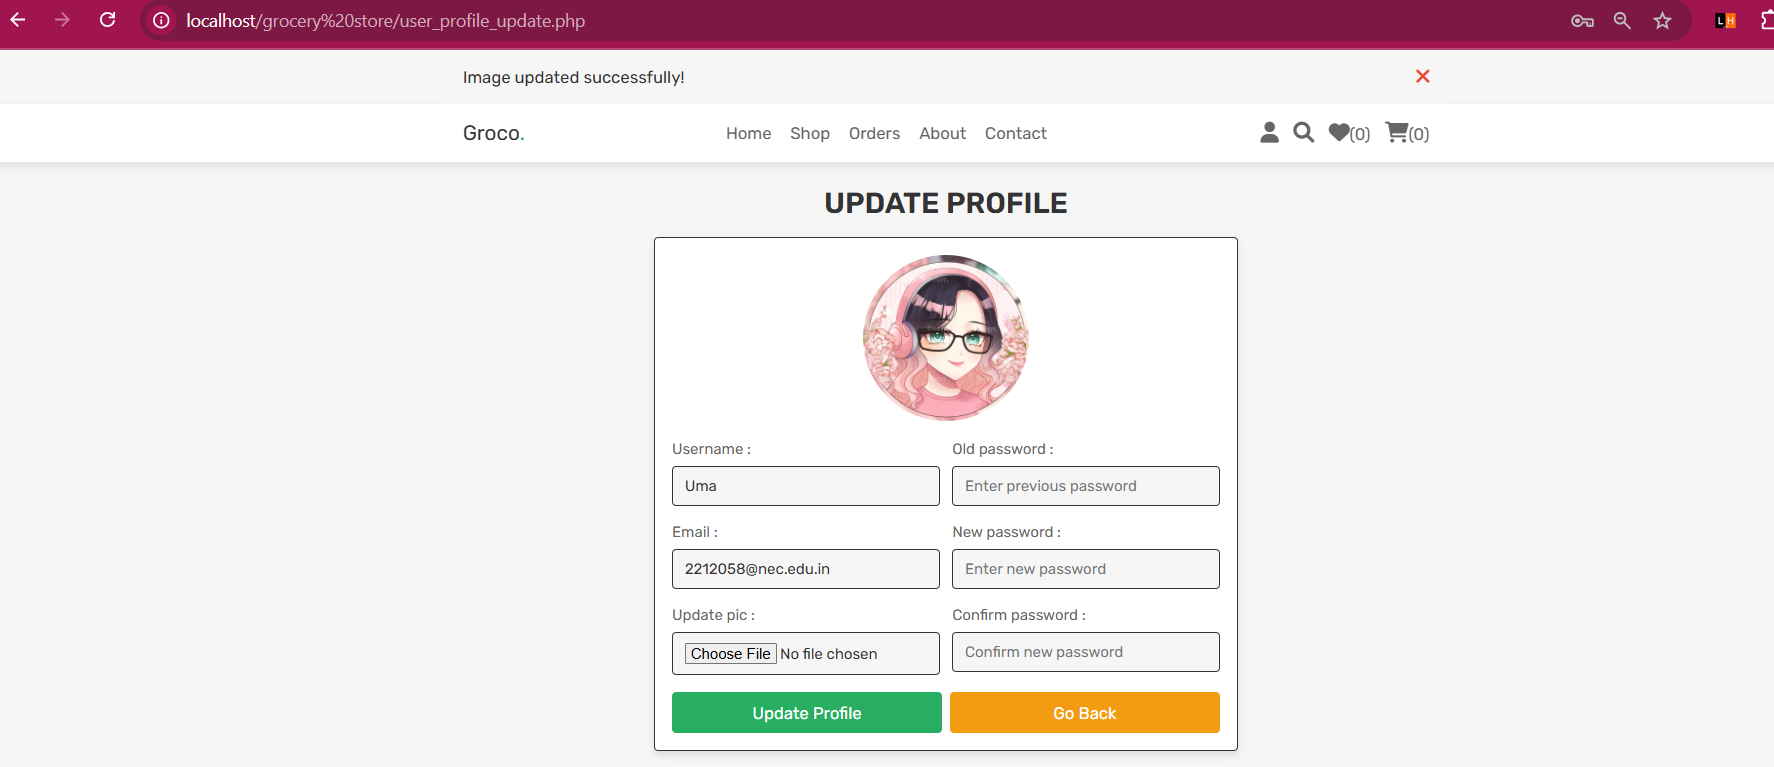 localhost/grocery%20store/user_profile_update.php
L H
Image updated successfully!
Groco. Home Shop Orders About Contact (0) (0)
UPDATE PROFILE
Username : Old password :
Uma Enter previous password
Email : New password :
2212058@nec.edu.in Enter new password
Update pic : Confirm password :
Choose File No file chosen Confirm new password
Update Profile Go Back